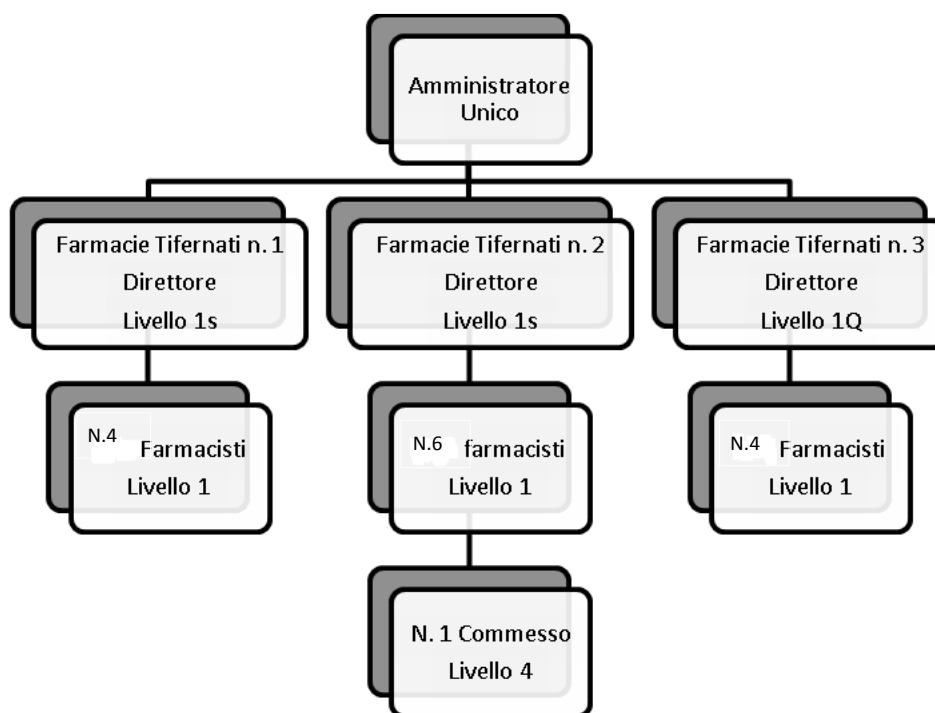 Amministratore
Unico
Farmacie Tifernati n. 1
Direttore
Livello 1s
Farmacie Tifernati n. 2
Direttore
Livello 1s
Farmacie Tifernati n. 3
Direttore
Livello 1Q
N.4 Farmacisti
Livello 1
N.6 farmacisti
Livello 1
N.4 Farmacisti
Livello 1
N. 1 Commesso
Livello 4